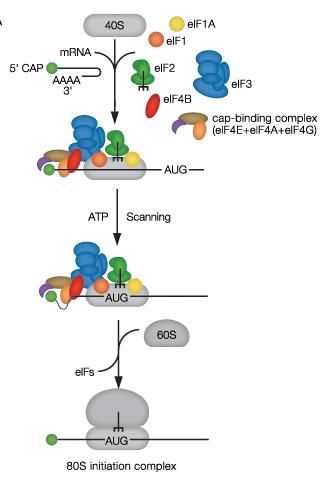 A
40S
eIF1A
eIF1
mRNA
5' CAP
AAAA
3'
eIF2
eIF3
eIF4B
cap-binding complex
(eIF4E+eIF4A+eIF4G)
AUG
ATP
Scanning
AUG
60S
eIFs
AUG
80S initiation complex